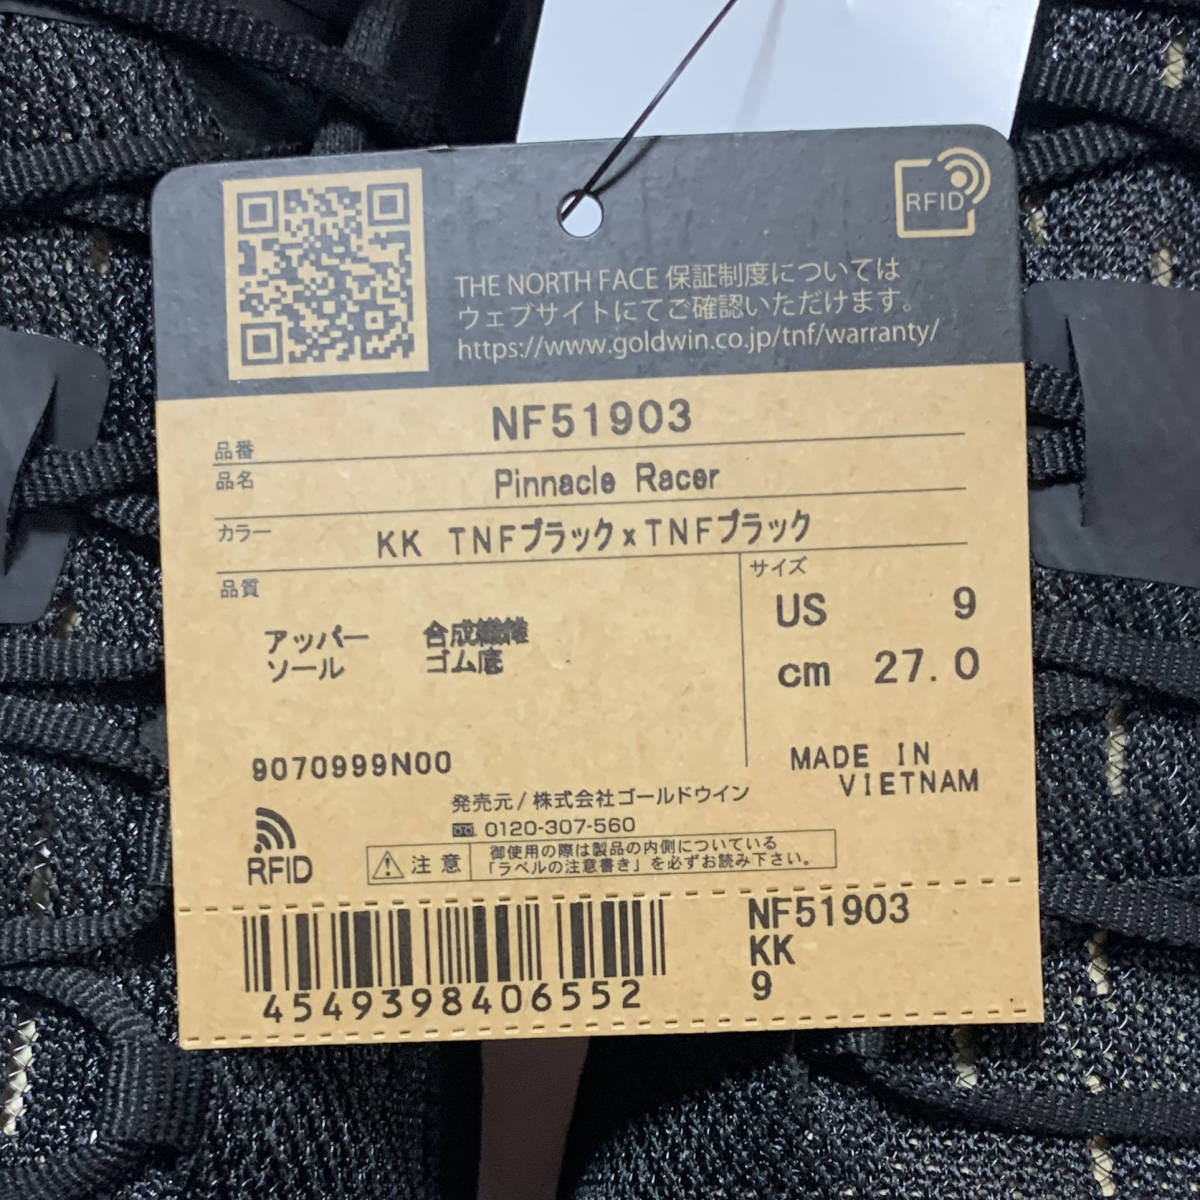 RFID
THE NORTH FACE 保証制度については
ウェブサイトにてご確認いただけます。
https://www.goldwin.co.jp/tnf/warranty/
品番 NF51903
品名 Pinnacle Racer
カラー KK TNFブラック×TNFブラック
品質
アッパー 合成繊維
ソール ゴム底
サイズ
US 9
cm 27.0
9070999N00
MADE IN
VIETNAM
発売元/株式会社ゴールドウイン
0120-307-560
RFID
注意
御使用の際は製品の内側についている
「ラベルの注意書き」を必ずお読み下さい。
4549398406552
NF51903
KK
9